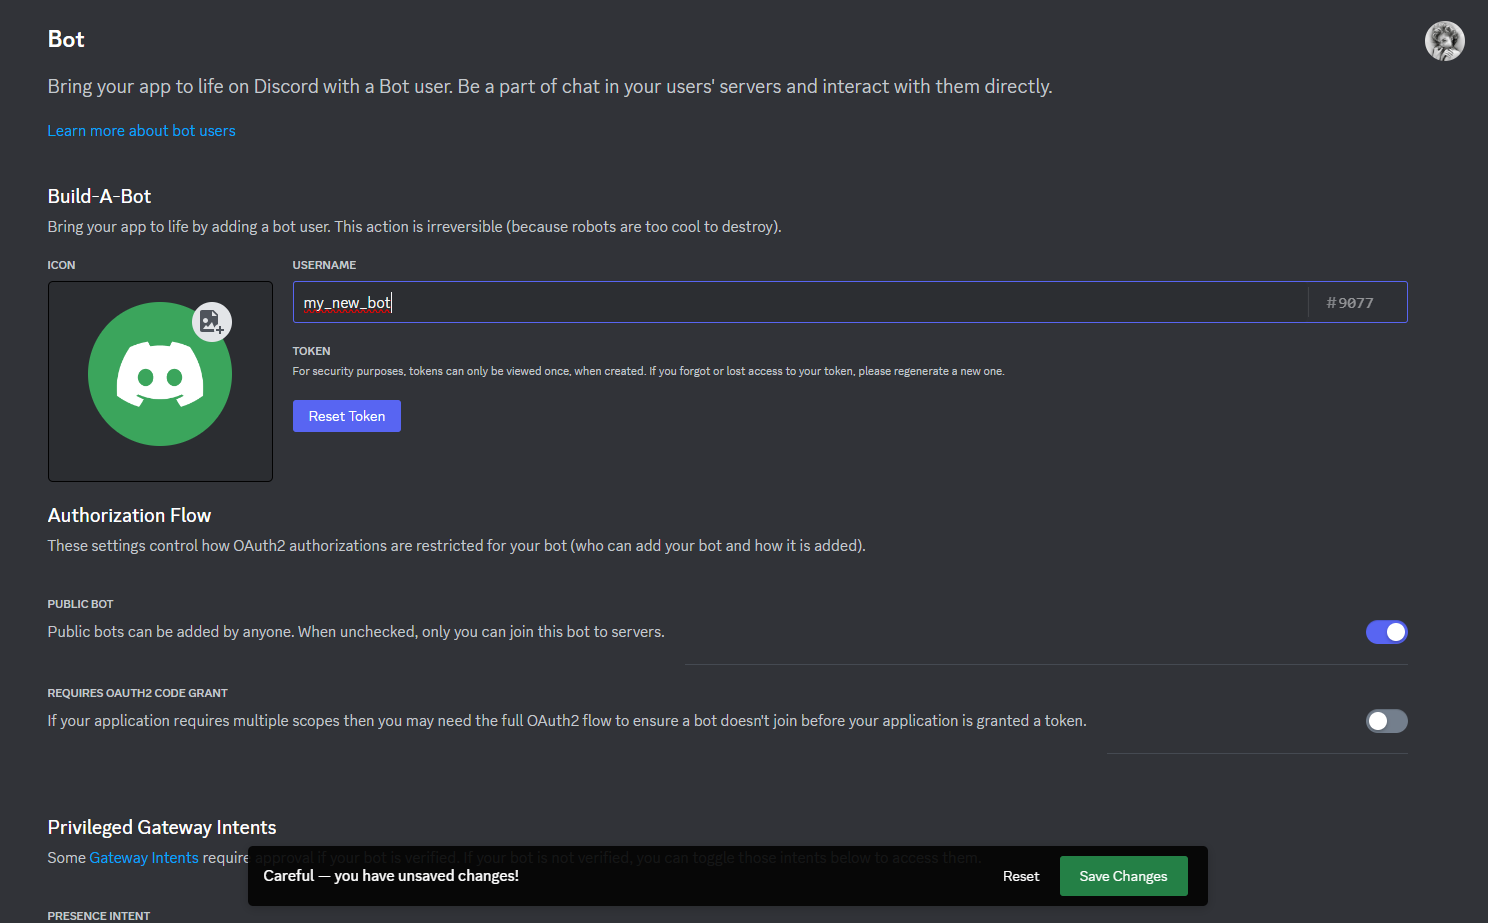 Bot
Bring your app to life on Discord with a Bot user. Be a part of chat in your users' servers and interact with them directly.
Learn more about bot users
Build-A-Bot
Bring your app to life by adding a bot user. This action is irreversible (because robots are too cool to destroy).
ICON
USERNAME
my_new_bot
#9077
TOKEN
For security purposes, tokens can only be viewed once, when created. If you forgot or lost access to your token, please regenerate a new one.
Reset Token
Authorization Flow
These settings control how OAuth2 authorizations are restricted for your bot (who can add your bot and how it is added).
PUBLIC BOT
Public bots can be added by anyone. When unchecked, only you can join this bot to servers.
REQUIRES OAUTH2 CODE GRANT
If your application requires multiple scopes then you may need the full OAuth2 flow to ensure a bot doesn't join before your application is granted a token.
Privileged Gateway Intents
Some Gateway Intents require approval if your bot is verified. If your bot is not verified, you can toggle those intents below to access them.
Careful — you have unsaved changes!
Reset
Save Changes
PRESENCE INTENT